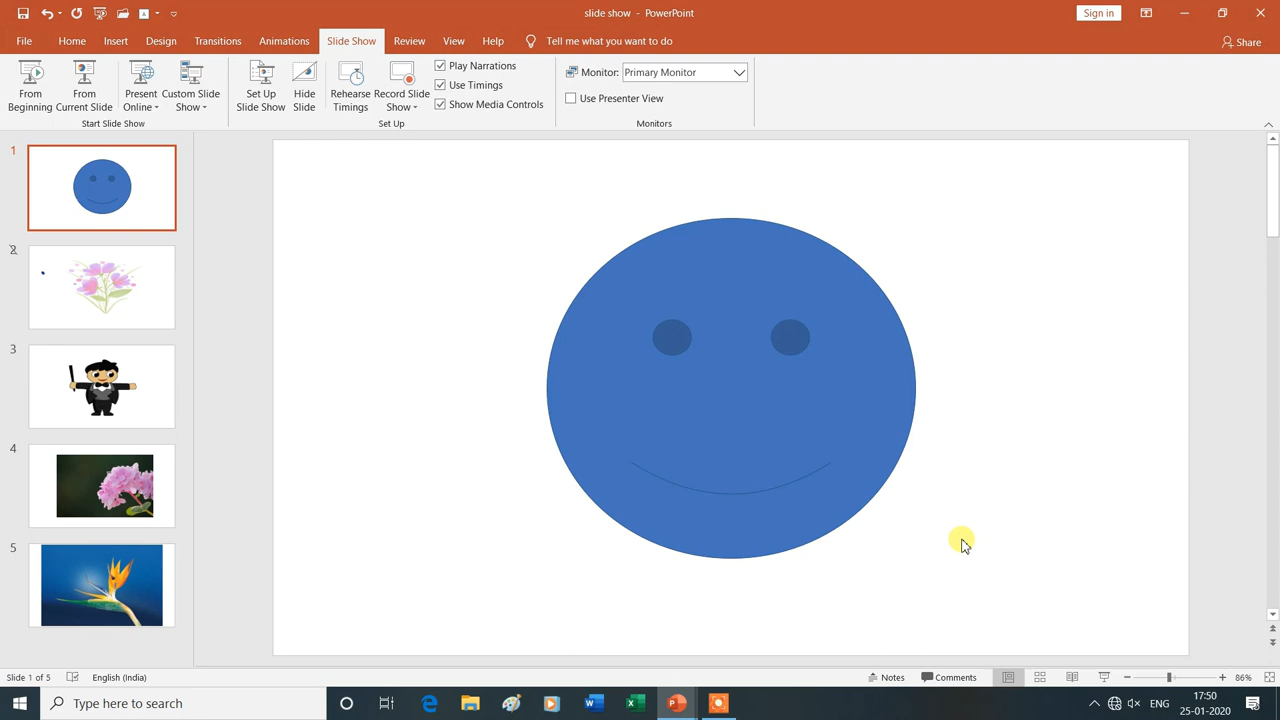 slide show - PowerPoint
Sign in
File Home Insert Design Transitions Animations Slide Show Review View Help Tell me what you want to do
Share
From Beginning
From Current Slide
Present Online
Custom Slide Show
Start Slide Show
Set Up Slide Show
Hide Slide
Rehearse Timings
Record Slide Show
Play Narrations
Use Timings
Show Media Controls
Set Up
Monitor: Primary Monitor
Use Presenter View
Monitors
1
2
3
4
5
Slide 1 of 5 English (India) Notes Comments 86%
Type here to search
ENG
17:50
25-01-2020